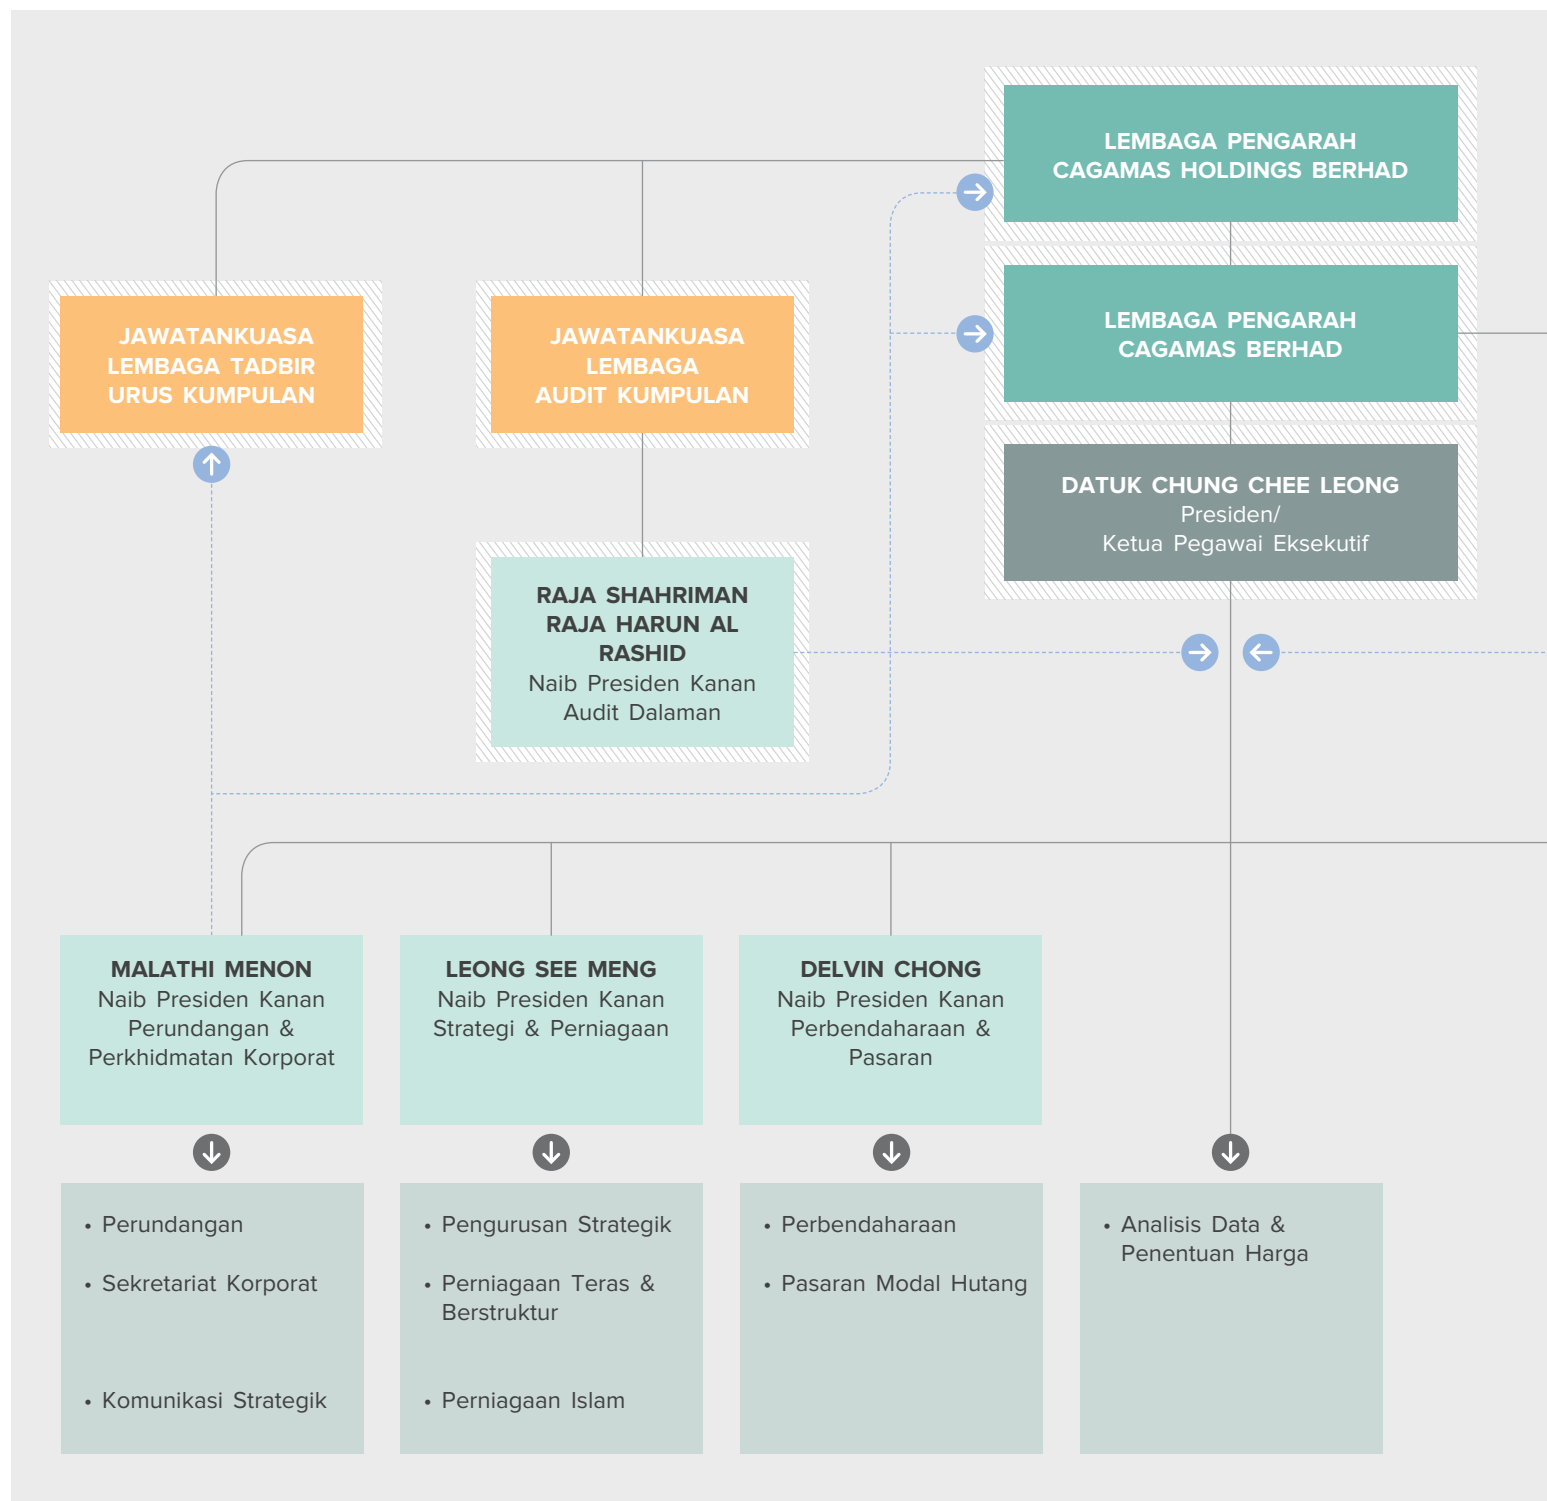 LEMBAGA PENGARAH
CAGAMAS HOLDINGS BERHAD
JAWATANKUASA
LEMBAGA TADBIR
URUS KUMPULAN
JAWATANKUASA
LEMBAGA
AUDIT KUMPULAN
LEMBAGA PENGARAH
CAGAMAS BERHAD
DATUK CHUNG CHEE LEONG
Presiden/
Ketua Pegawai Eksekutif
RAJA SHAHRIMAN
RAJA HARUN AL
RASHID
Naib Presiden Kanan
Audit Dalaman
MALATHI MENON
Naib Presiden Kanan
Perundangan &
Perkhidmatan Korporat
LEONG SEE MENG
Naib Presiden Kanan
Strategi & Perniagaan
DELVIN CHONG
Naib Presiden Kanan
Perbendaharaan &
Pasaran
• Perundangan
• Sekretariat Korporat
• Komunikasi Strategik
• Pengurusan Strategik
• Perniagaan Teras &
Berstruktur
• Perniagaan Islam
• Perbendaharaan
• Pasaran Modal Hutang
• Analisis Data &
Penentuan Harga